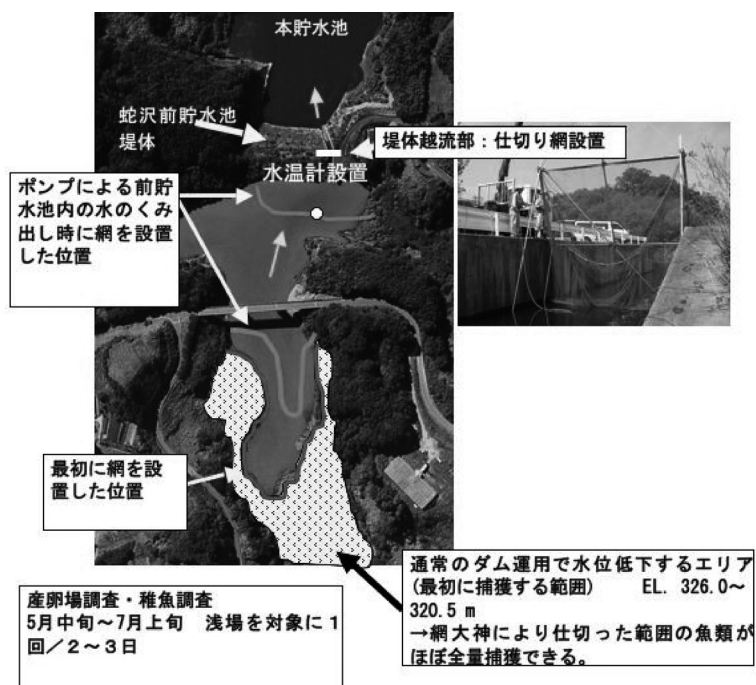 本貯水池
蛇沢前貯水池
堤体
堤体越流部：仕切り網設置
水温計設置
ポンプによる前貯
水池内の水のくみ
出し時に網を設置
した位置
最初に網を設
置した位置
通常のダム運用で水位低下するエリア
(最初に捕獲する範囲) EL. 326.0～
320.5 m
→網大神により仕切った範囲の魚類が
ほぼ全量捕獲できる。
産卵場調査・稚魚調査
5月中旬～7月上旬 浅場を対象に1
回／2～3日